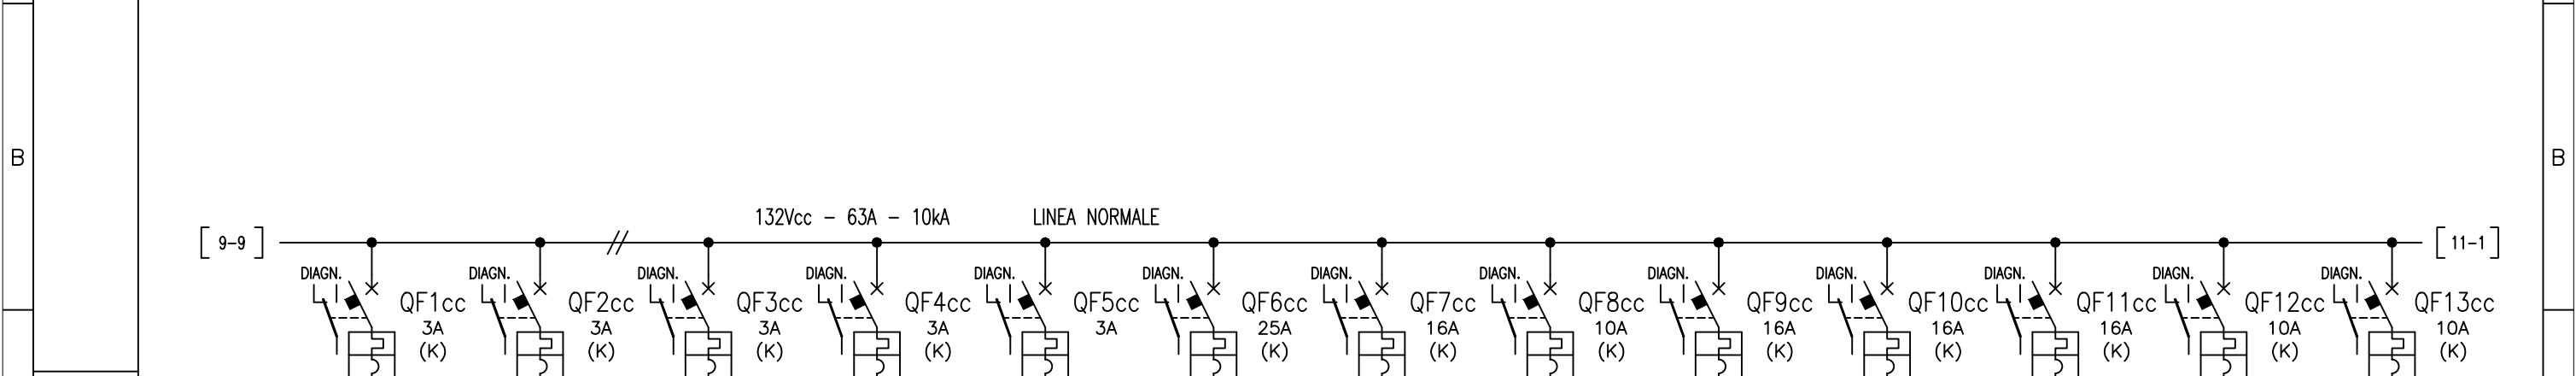 B
B
132Vcc - 63A - 10kA LINEA NORMALE
[ 9-9 ] [ 11-1 ]
DIAGN. DIAGN. DIAGN. DIAGN. DIAGN. DIAGN. DIAGN. DIAGN. DIAGN. DIAGN. DIAGN. DIAGN. DIAGN.
QF1cc QF2cc QF3cc QF4cc QF5cc QF6cc QF7cc QF8cc QF9cc QF10cc QF11cc QF12cc QF13cc
3A 3A 3A 3A 3A 25A 16A 10A 16A 16A 16A 10A 10A
(K) (K) (K) (K) (K) (K) (K) (K) (K) (K) (K) (K)